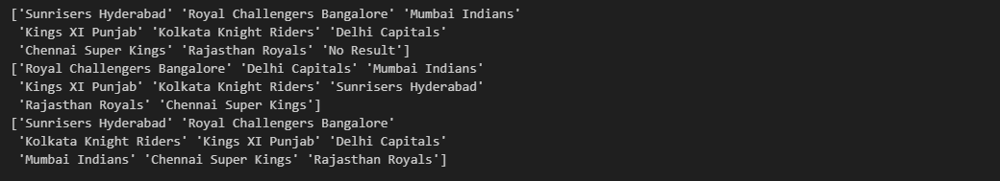 ['Sunrisers Hyderabad' 'Royal Challengers Bangalore' 'Mumbai Indians'
 'Kings XI Punjab' 'Kolkata Knight Riders' 'Delhi Capitals'
 'Chennai Super Kings' 'Rajasthan Royals' 'No Result']
['Royal Challengers Bangalore' 'Delhi Capitals' 'Mumbai Indians'
 'Kings XI Punjab' 'Kolkata Knight Riders' 'Sunrisers Hyderabad'
 'Rajasthan Royals' 'Chennai Super Kings']
['Sunrisers Hyderabad' 'Royal Challengers Bangalore'
 'Kolkata Knight Riders' 'Kings XI Punjab' 'Delhi Capitals'
 'Mumbai Indians' 'Chennai Super Kings' 'Rajasthan Royals']